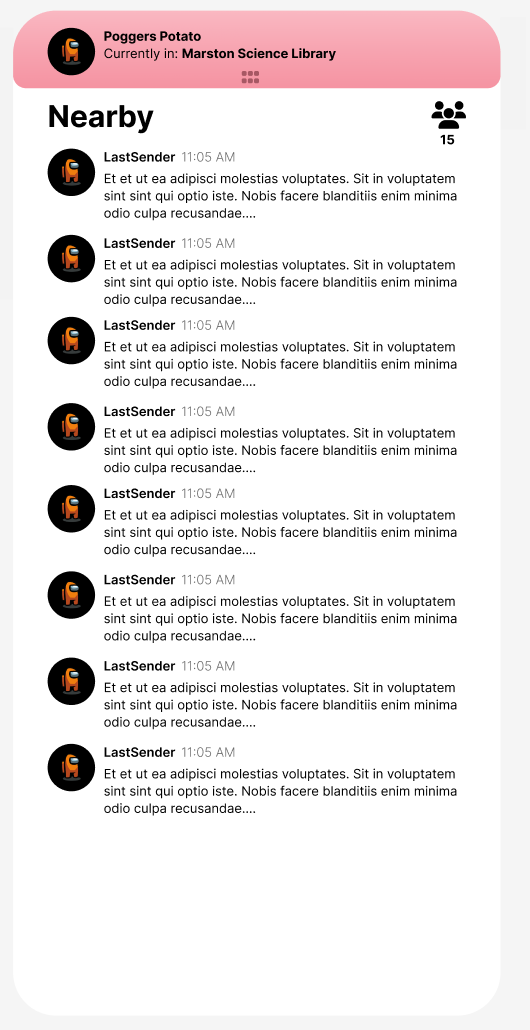 Poggers Potato
Currently in: Marston Science Library
Nearby
15
LastSender 11:05 AM
Et et ut ea adipisci molestias voluptates. Sit in voluptatem
sint sint qui optio iste. Nobis facere blanditiis enim minima
odio culpa recusandae....
LastSender 11:05 AM
Et et ut ea adipisci molestias voluptates. Sit in voluptatem
sint sint qui optio iste. Nobis facere blanditiis enim minima
odio culpa recusandae....
LastSender 11:05 AM
Et et ut ea adipisci molestias voluptates. Sit in voluptatem
sint sint qui optio iste. Nobis facere blanditiis enim minima
odio culpa recusandae....
LastSender 11:05 AM
Et et ut ea adipisci molestias voluptates. Sit in voluptatem
sint sint qui optio iste. Nobis facere blanditiis enim minima
odio culpa recusandae....
LastSender 11:05 AM
Et et ut ea adipisci molestias voluptates. Sit in voluptatem
sint sint qui optio iste. Nobis facere blanditiis enim minima
odio culpa recusandae....
LastSender 11:05 AM
Et et ut ea adipisci molestias voluptates. Sit in voluptatem
sint sint qui optio iste. Nobis facere blanditiis enim minima
odio culpa recusandae....
LastSender 11:05 AM
Et et ut ea adipisci molestias voluptates. Sit in voluptatem
sint sint qui optio iste. Nobis facere blanditiis enim minima
odio culpa recusandae....
LastSender 11:05 AM
Et et ut ea adipisci molestias voluptates. Sit in voluptatem
sint sint qui optio iste. Nobis facere blanditiis enim minima
odio culpa recusandae....